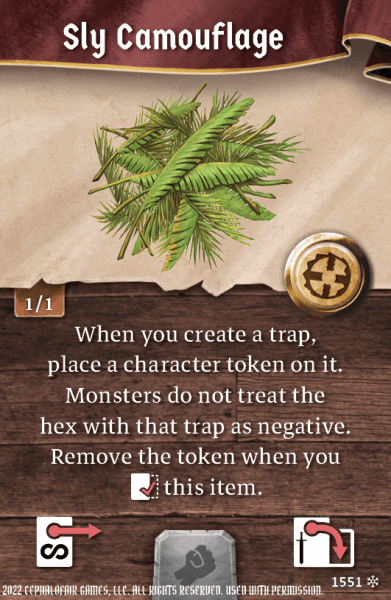 Sly Camouflage
1/1
When you create a trap,
place a character token on it.
Monsters do not treat the
hex with that trap as negative.
Remove the token when you
this item.
1551
2022 CEPHALOFAIR GAMES, LLC. ALL RIGHTS RESERVED. USED WITH PERMISSION.